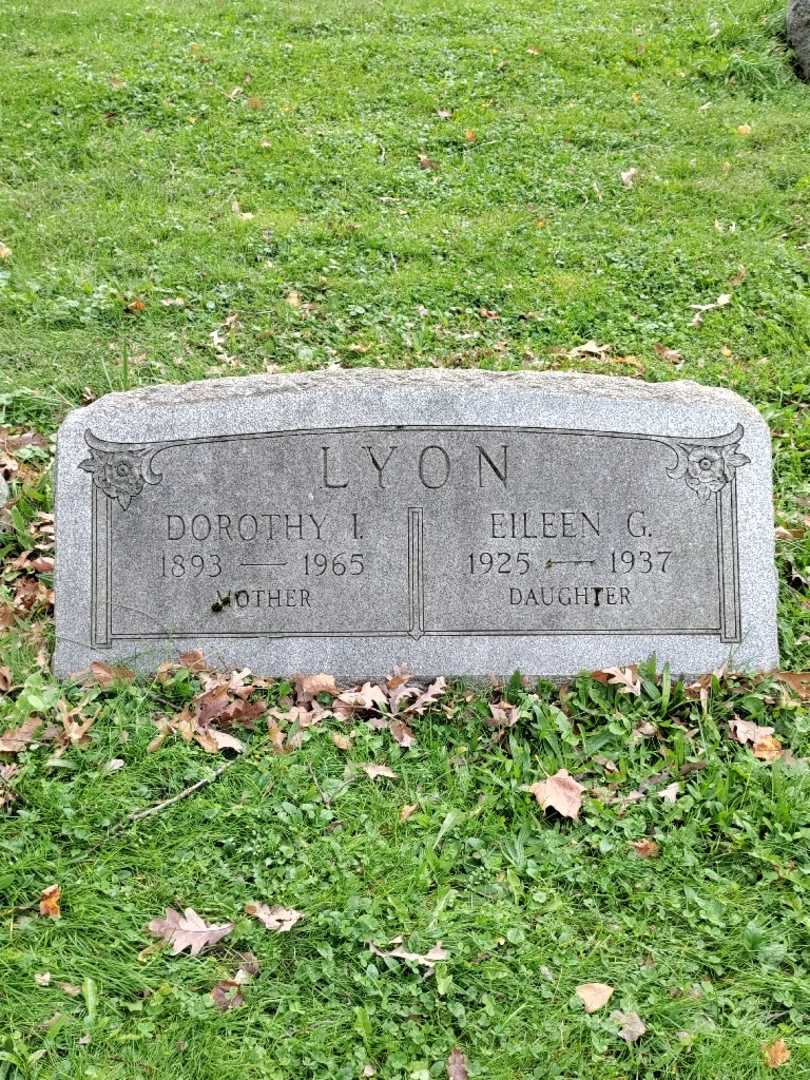 LYON
DOROTHY I.
1893 — 1965
MOTHER
EILEEN G.
1925 — 1937
DAUGHTER